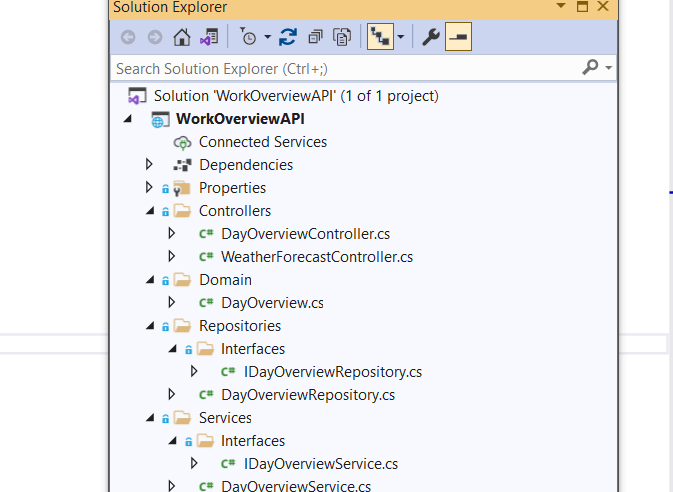 Solution Explorer
Search Solution Explorer (Ctrl+;)
Solution 'WorkOverviewAPI' (1 of 1 project)
WorkOverviewAPI
Connected Services
Dependencies
Properties
Controllers
C# DayOverviewController.cs
C# WeatherForecastController.cs
Domain
C# DayOverview.cs
Repositories
Interfaces
C# IDayOverviewRepository.cs
C# DayOverviewRepository.cs
Services
Interfaces
C# IDayOverviewService.cs
C# DayOverviewService.cs